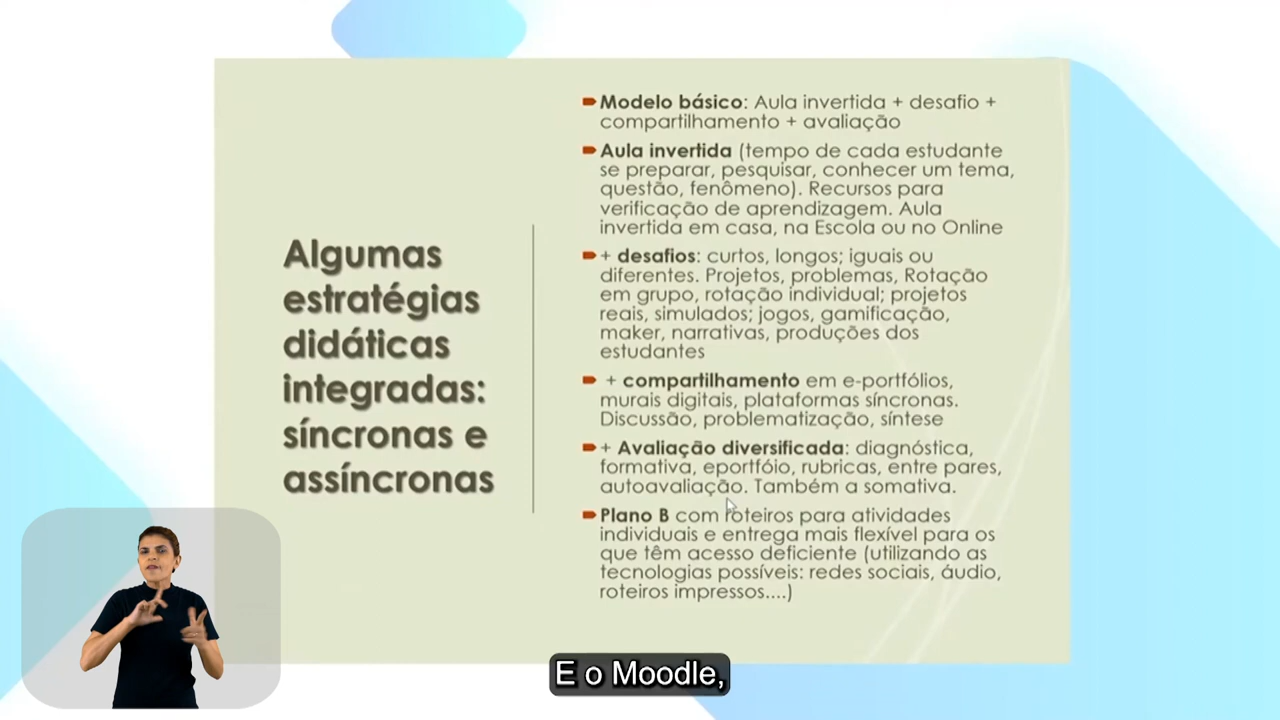 Algumas
estratégias
didáticas
integradas:
síncronas e
assíncronas
Modelo básico: Aula invertida + desafio +
compartilhamento + avaliação
Aula invertida (tempo de cada estudante
se preparar, pesquisar, conhecer um tema,
questão, fenômeno). Recursos para
verificação de aprendizagem. Aula
invertida em casa, na Escola ou no Online
+ desafios: curtos, longos; iguais ou
diferentes. Projetos, problemas, Rotação
em grupo, rotação individual; projetos
reais, simulados; jogos, gamificação,
maker, narrativas, produções dos
estudantes
+ compartilhamento em e-portfólios,
murais digitais, plataformas síncronas.
Discussão, problematização, síntese
+ Avaliação diversificada: diagnóstica,
formativa, eportfóio, rubricas, entre pares,
autoavaliação. Também a somativa.
Plano B com roteiros para atividades
individuais e entrega mais flexível para os
que têm acesso deficiente (utilizando as
tecnologias possíveis: redes sociais, áudio,
roteiros impressos....)
E o Moodle,